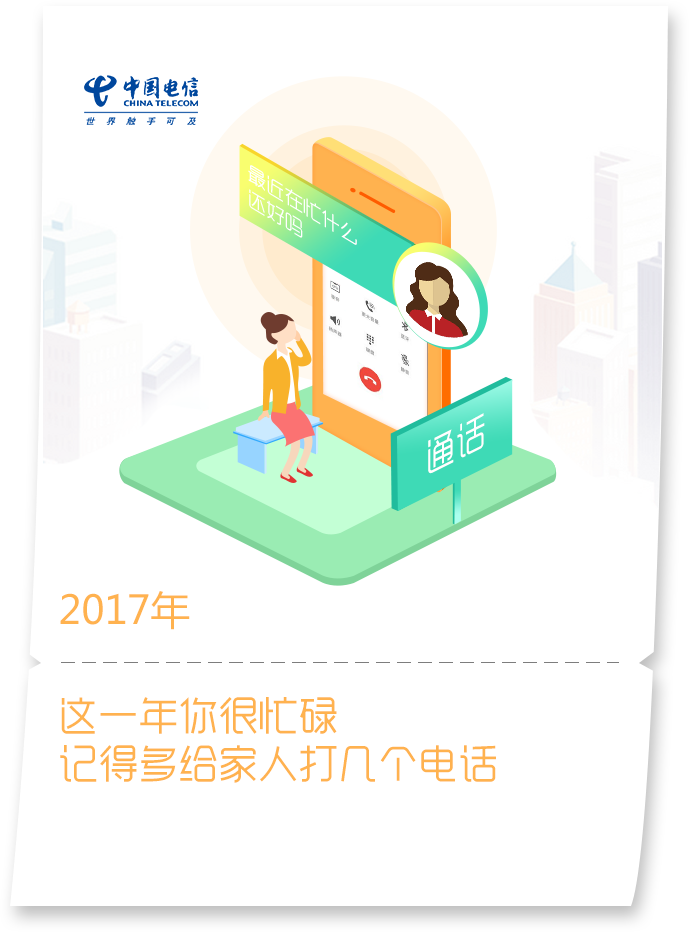 中国电信
CHINA TELECOM
世界触手可及
最近在忙什么
还好吗
通话
2017年
这一年你很忙碌
记得多给家人打几个电话